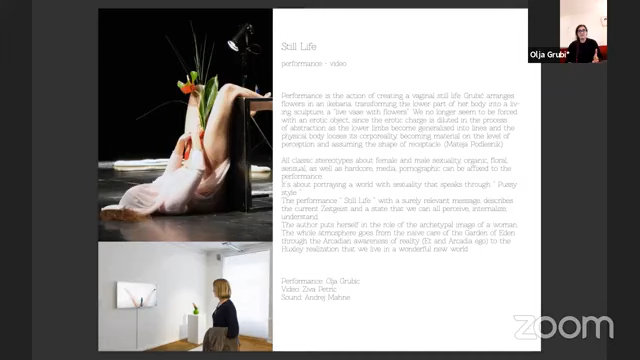 Still Life
performance - video
Performance is the action of creating a vaginal still life. Grubić arranges
flowers in an ikebana, transforming the lower part of her body into a liv-
ing sculpture, a "live vase with flowers". We no longer seem to be forced
with an erotic object, since the erotic charge is diluted in the process
of abstraction, as the lower limbs become generalized into lines and the
physical body losses its corporeality, becoming material on the level of
perception and assuming the shape of receptacle. (Mateja Podlesnik)
All classic stereotypes about female and male sexuality, organic, floral,
sensual, as well as hardcore, media, pornographic can be affixed to the
performance.
It's about portraying a world with sexuality that speaks through " Pussy
style "
The performance " Still Life " with a surely relevant message, describes
the current Zeitgeist and a state that we can all perceive, internalize,
understand.
The author puts herself in the role of the archetypal image of a woman.
The whole atmosphere goes from the naive care of the Garden of Eden
through the Arcadian awareness of reality (Et and Arcadia ego) to the
Huxley realization that we live in a wonderful new world.
Performance: Olja Grubic
Video: Ziva Petric
Sound: Andrej Mahne
Olja Grubi*
zoom